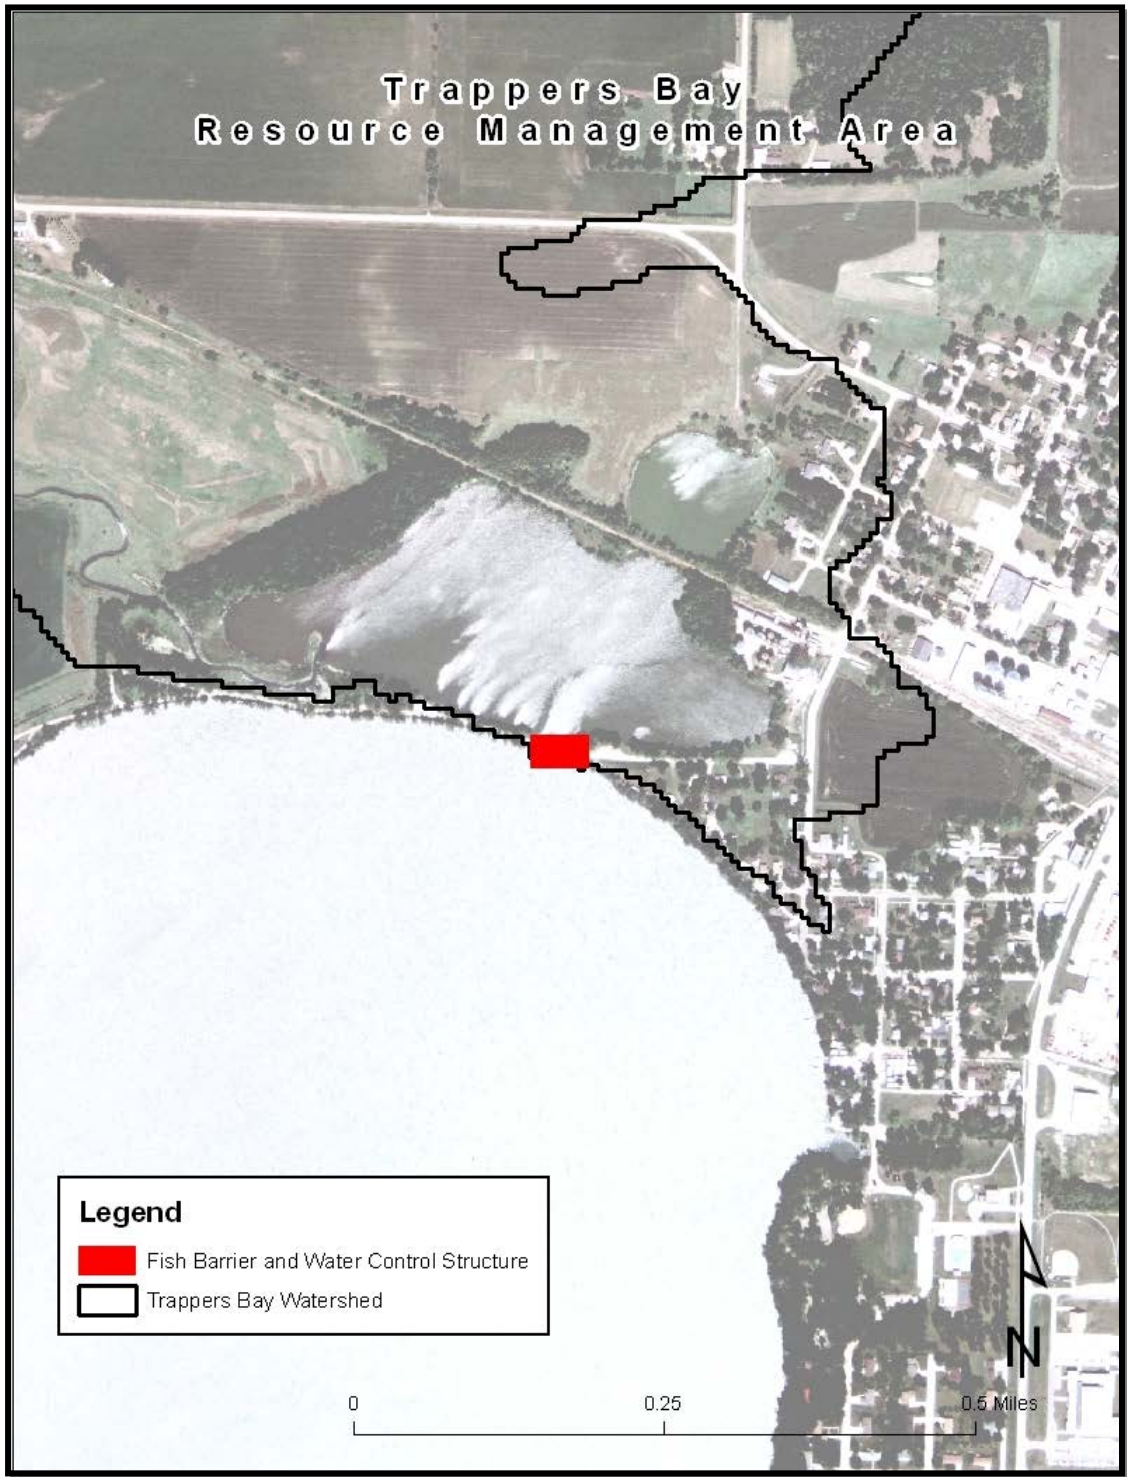 Trappers Bay
Resource Management Area
Legend
Fish Barrier and Water Control Structure
Trappers Bay Watershed
N
0 0.25 0.5 Miles